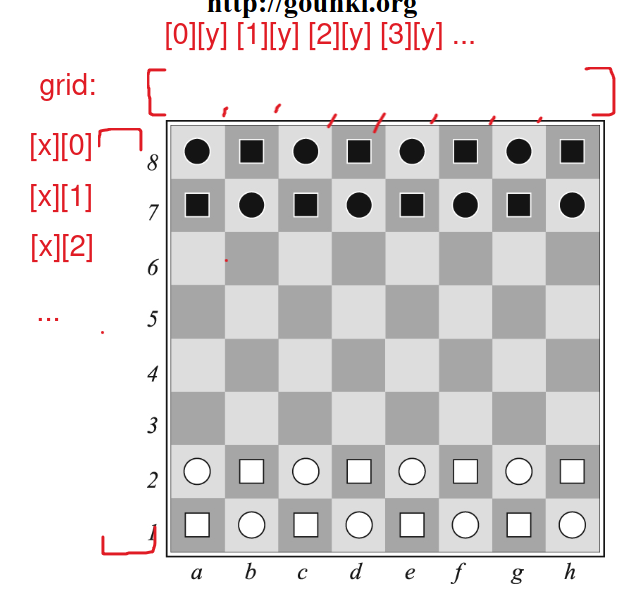 http://gounki.org
[0][y] [1][y] [2][y] [3][y] ...
grid:
[x][0]
8
[x][1]
7
[x][2]
6
...
5
4
3
2
1
a b c d e f g h